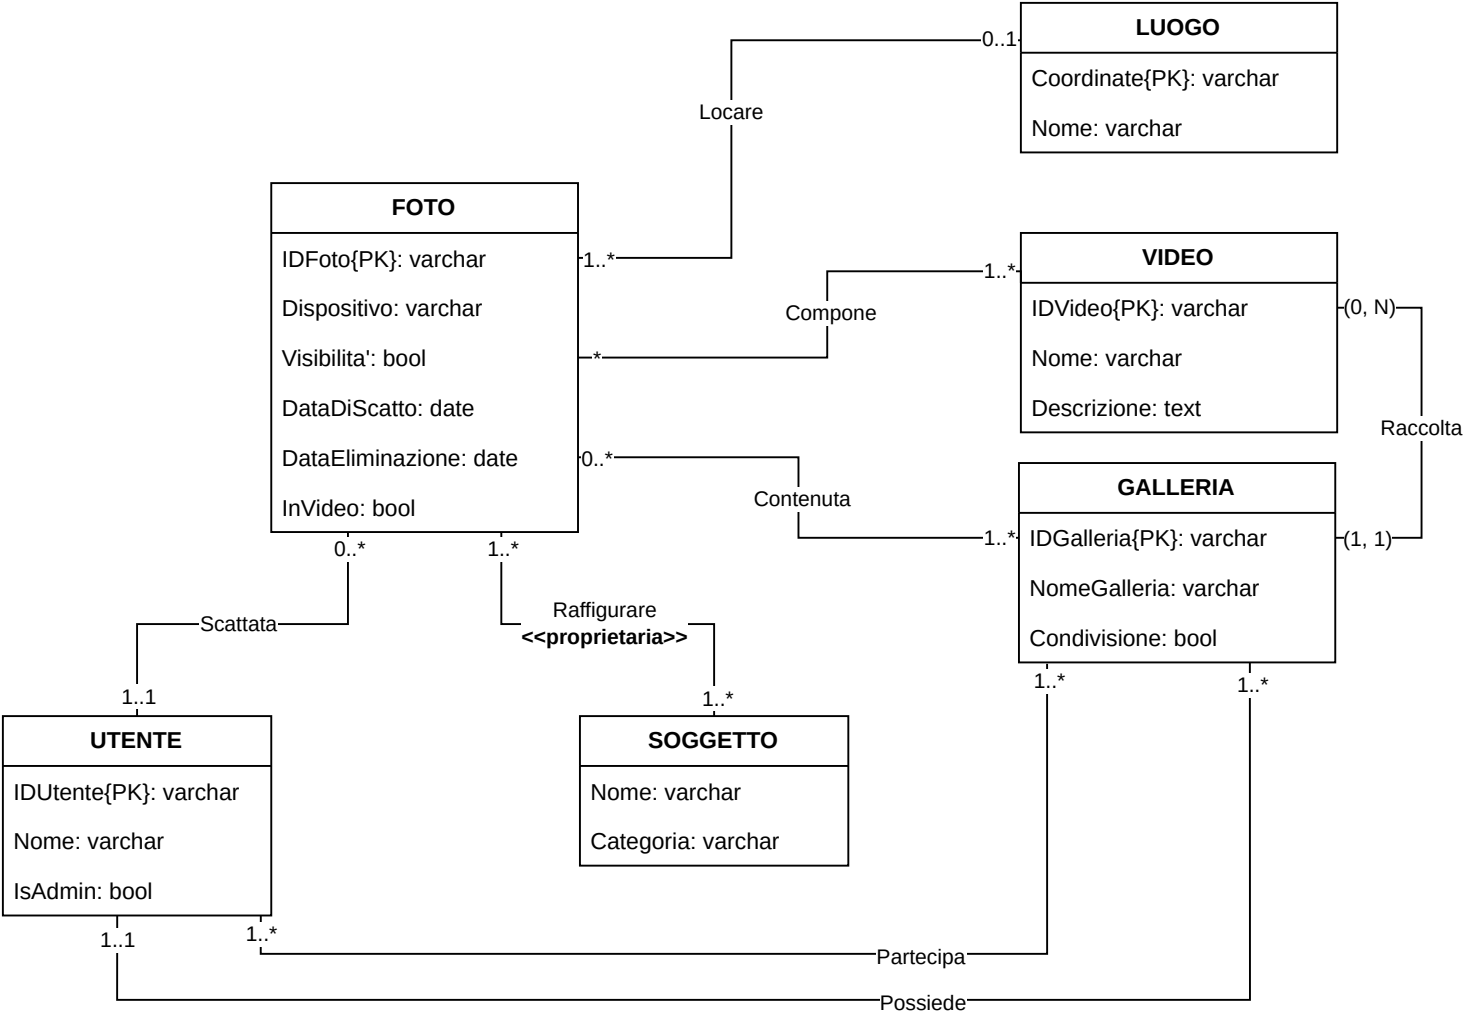 LUOGO
Coordinate{PK}: varchar
Nome: varchar
0..1
Locare
1..*
FOTO
IDFoto{PK}: varchar
Dispositivo: varchar
Visibilita': bool
DataDiScatto: date
DataEliminazione: date
InVideo: bool
VIDEO
IDVideo{PK}: varchar
Nome: varchar
Descrizione: text
1..*
Compone
*
(0, N)
Raccolta
(1, 1)
0..*
Contenuta
1..*
GALLERIA
IDGalleria{PK}: varchar
NomeGalleria: varchar
Condivisione: bool
0..*
Scattata
1..1
1..*
Raffigurare
<<proprietaria>>
1..*
UTENTE
IDUtente{PK}: varchar
Nome: varchar
IsAdmin: bool
SOGGETTO
Nome: varchar
Categoria: varchar
1..*
1..*
1..1
1..*
Partecipa
Possiede